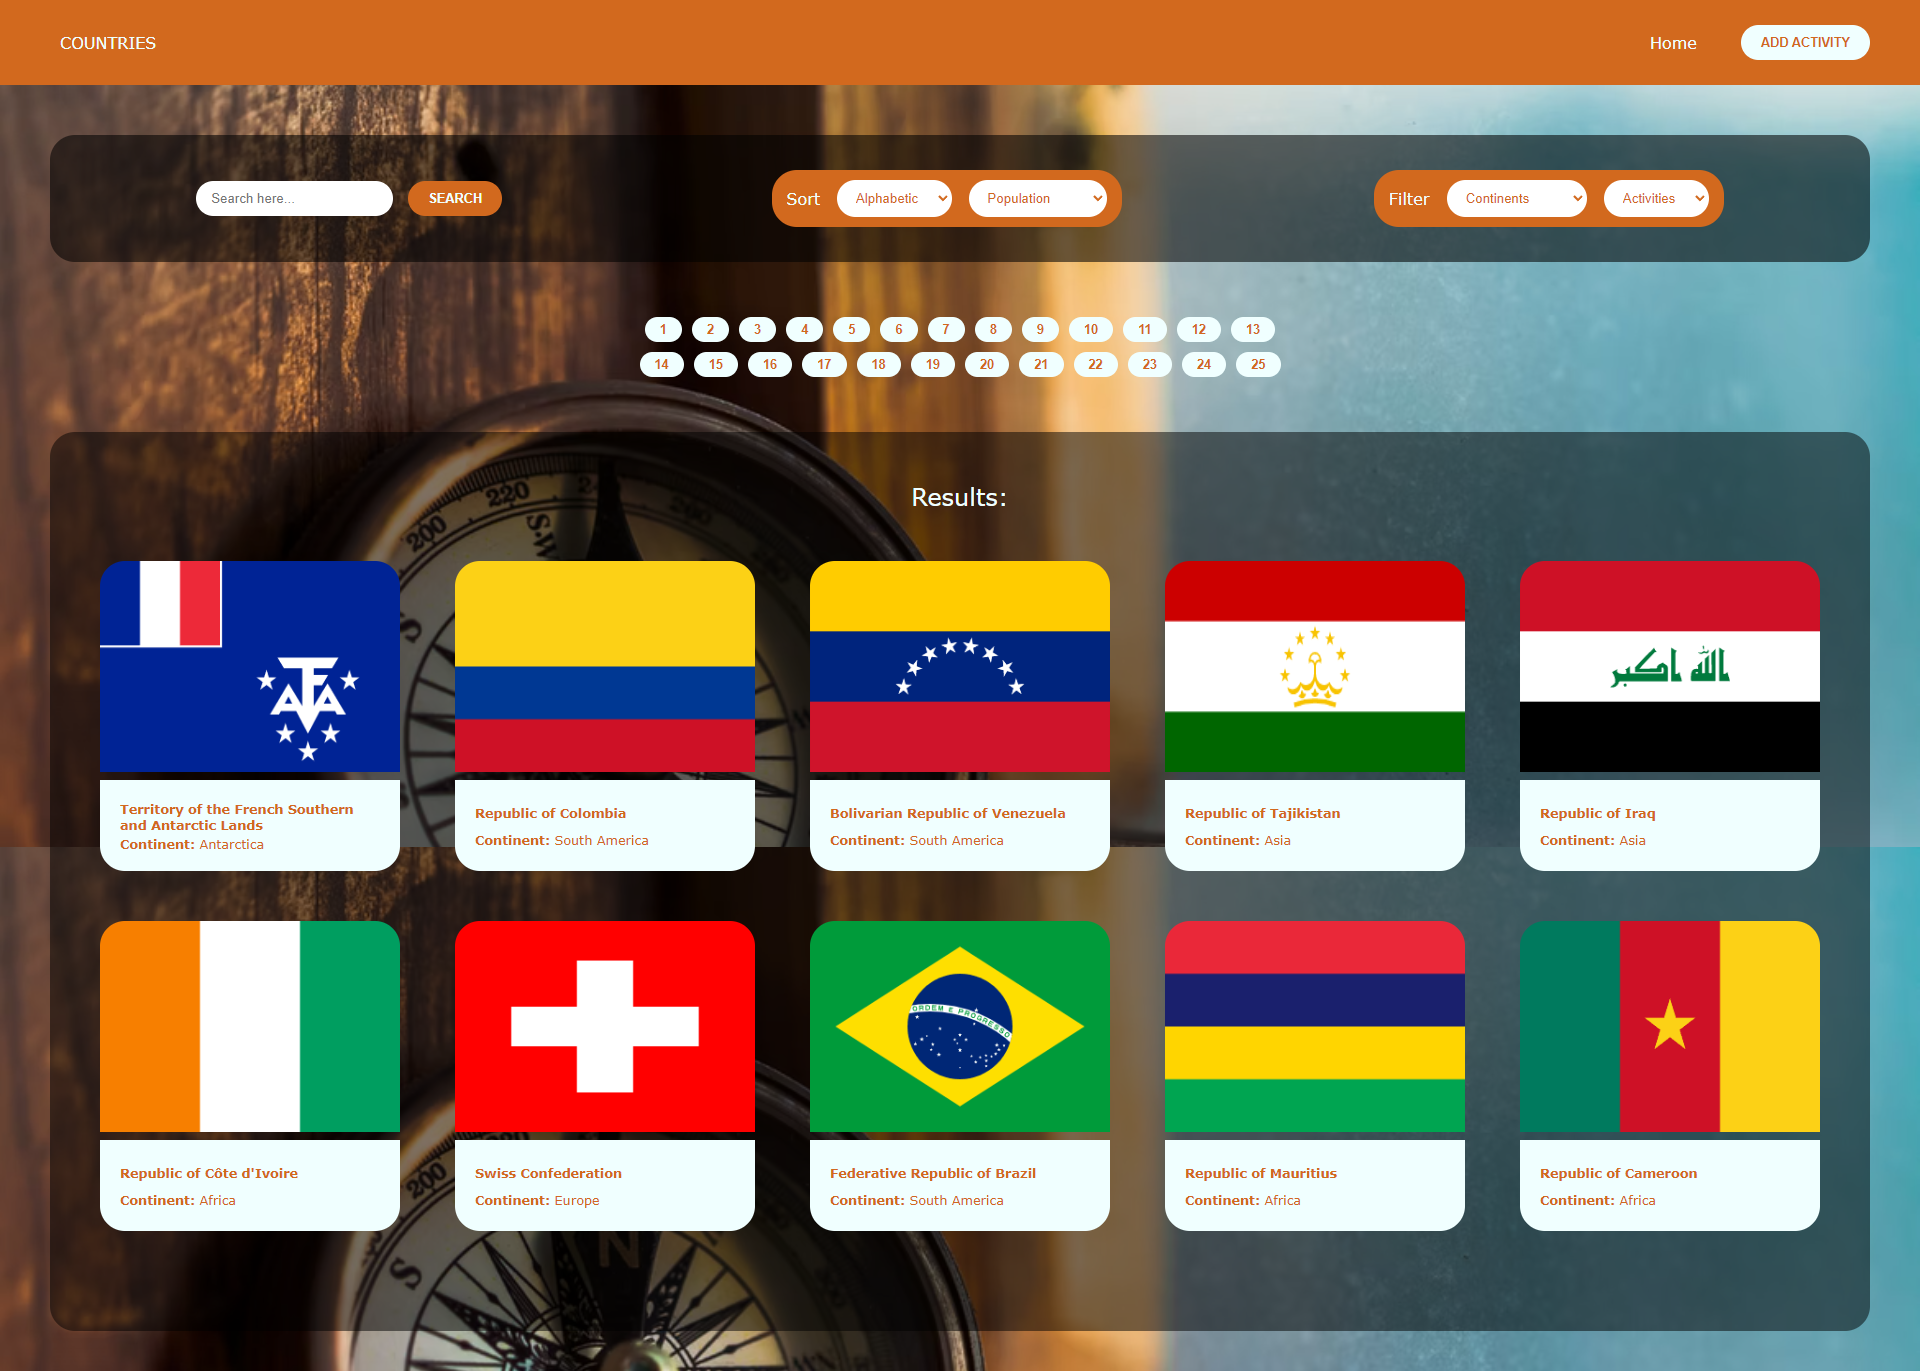 COUNTRIES
Home
ADD ACTIVITY
Search here...
SEARCH
Sort
Alphabetic
Population
Filter
Continents
Activities
1 2 3 4 5 6 7 8 9 10 11 12 13
14 15 16 17 18 19 20 21 22 23 24 25
200
220
S.W
S
Results:
الله اكبر
Territory of the French Southern
and Antarctic Lands
Continent: Antarctica
Republic of Colombia
Continent: South America
Bolivarian Republic of Venezuela
Continent: South America
Republic of Tajikistan
Continent: Asia
Republic of Iraq
Continent: Asia
ORDEM E PROGRESSO
Republic of Côte d'Ivoire
Continent: Africa
Swiss Confederation
Continent: Europe
Federative Republic of Brazil
Continent: South America
Republic of Mauritius
Continent: Africa
Republic of Cameroon
Continent: Africa
200
S
N